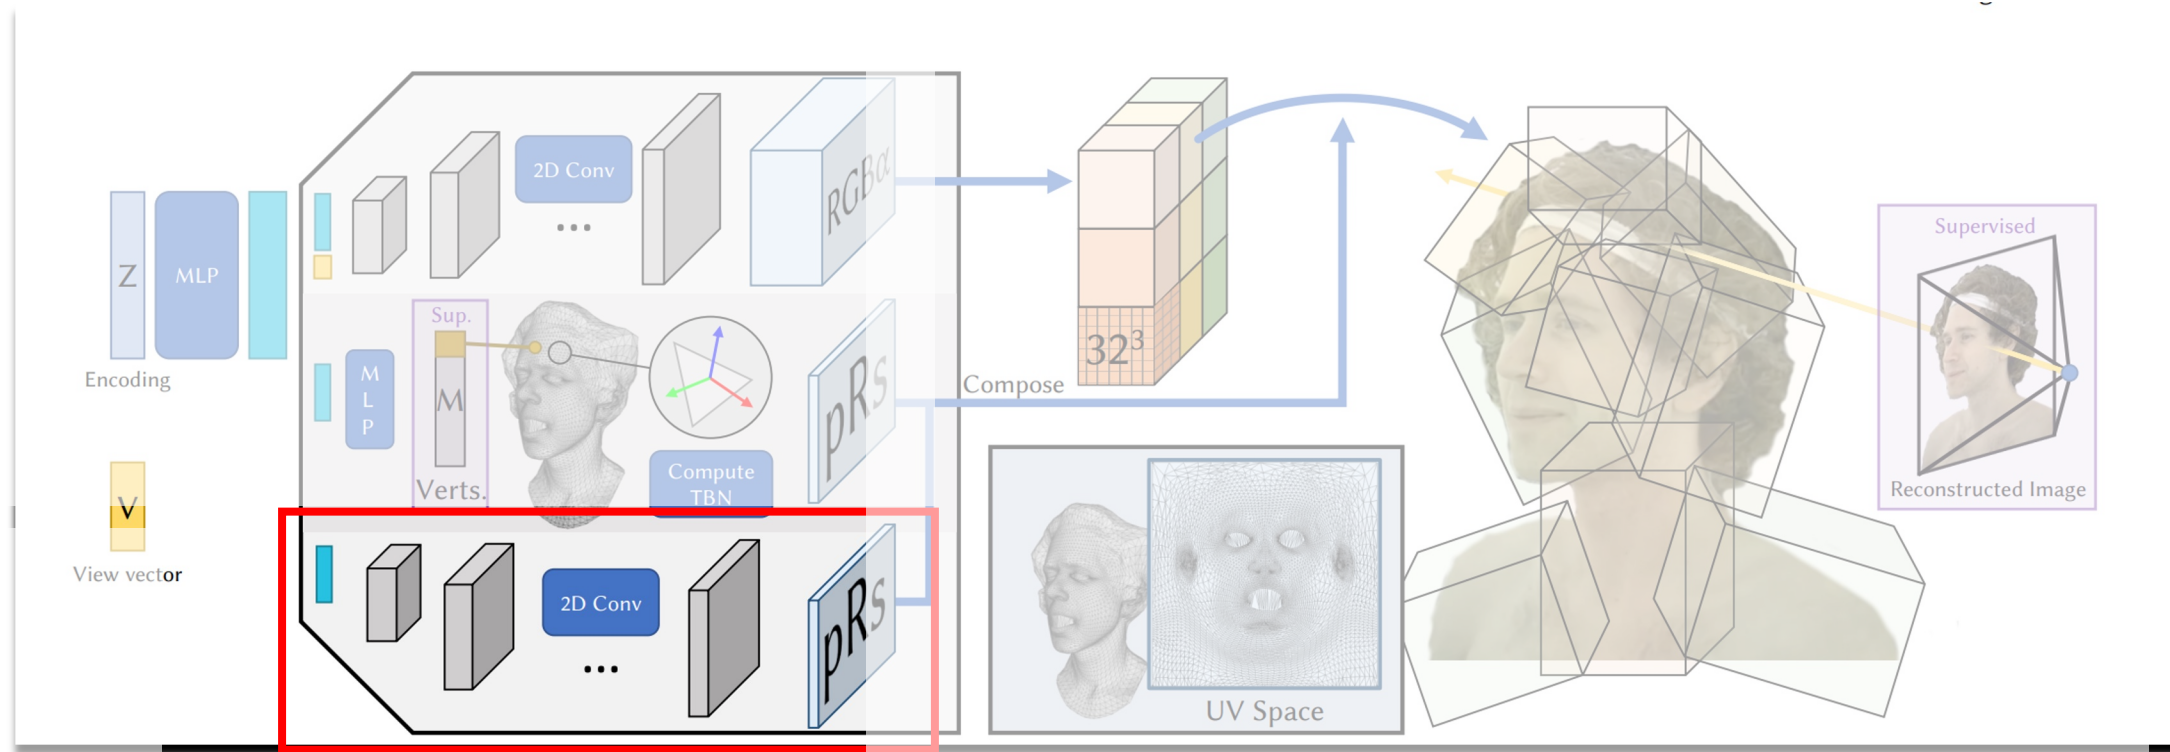 2D Conv
...
RGBα
Z
MLP
Encoding
V
View vector
M
L
P
Sup.
M
Verts.
Compute
TBN
pRs
2D Conv
...
pRs
32³
Compose
UV Space
Supervised
Reconstructed Image